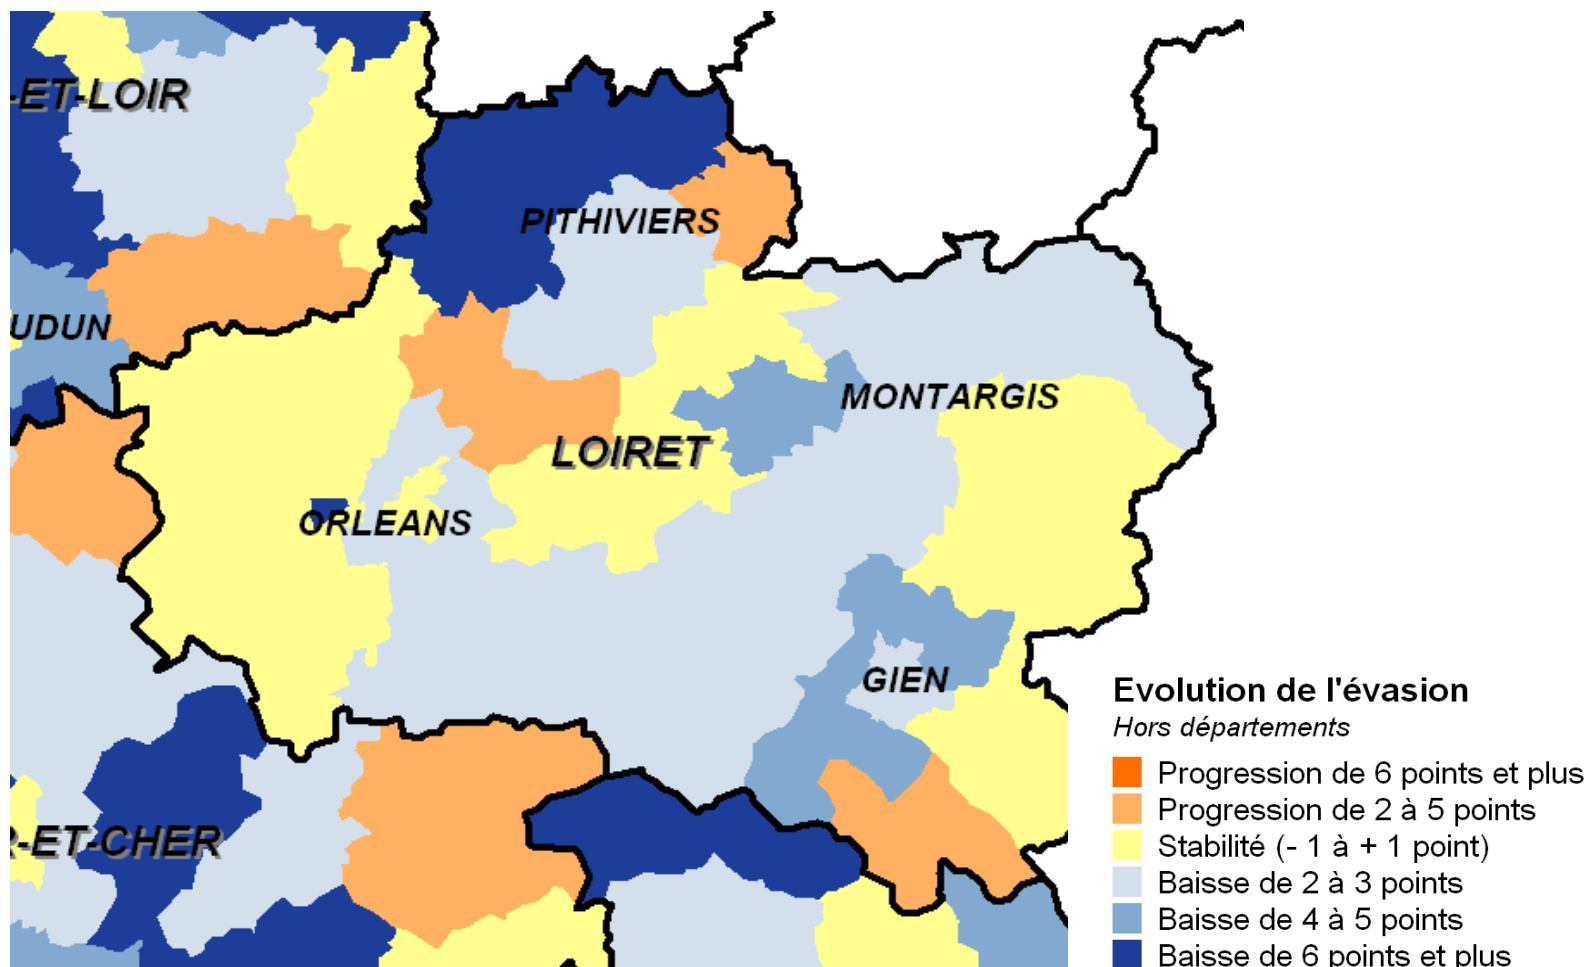 -ET-LOIR
PITHIVIERS
UDUN
MONTARGIS
LOIRET
ORLEANS
GIEN
R-ET-CHER
Evolution de l'évasion
Hors départements
Progression de 6 points et plus
Progression de 2 à 5 points
Stabilité (- 1 à + 1 point)
Baisse de 2 à 3 points
Baisse de 4 à 5 points
Baisse de 6 points et plus